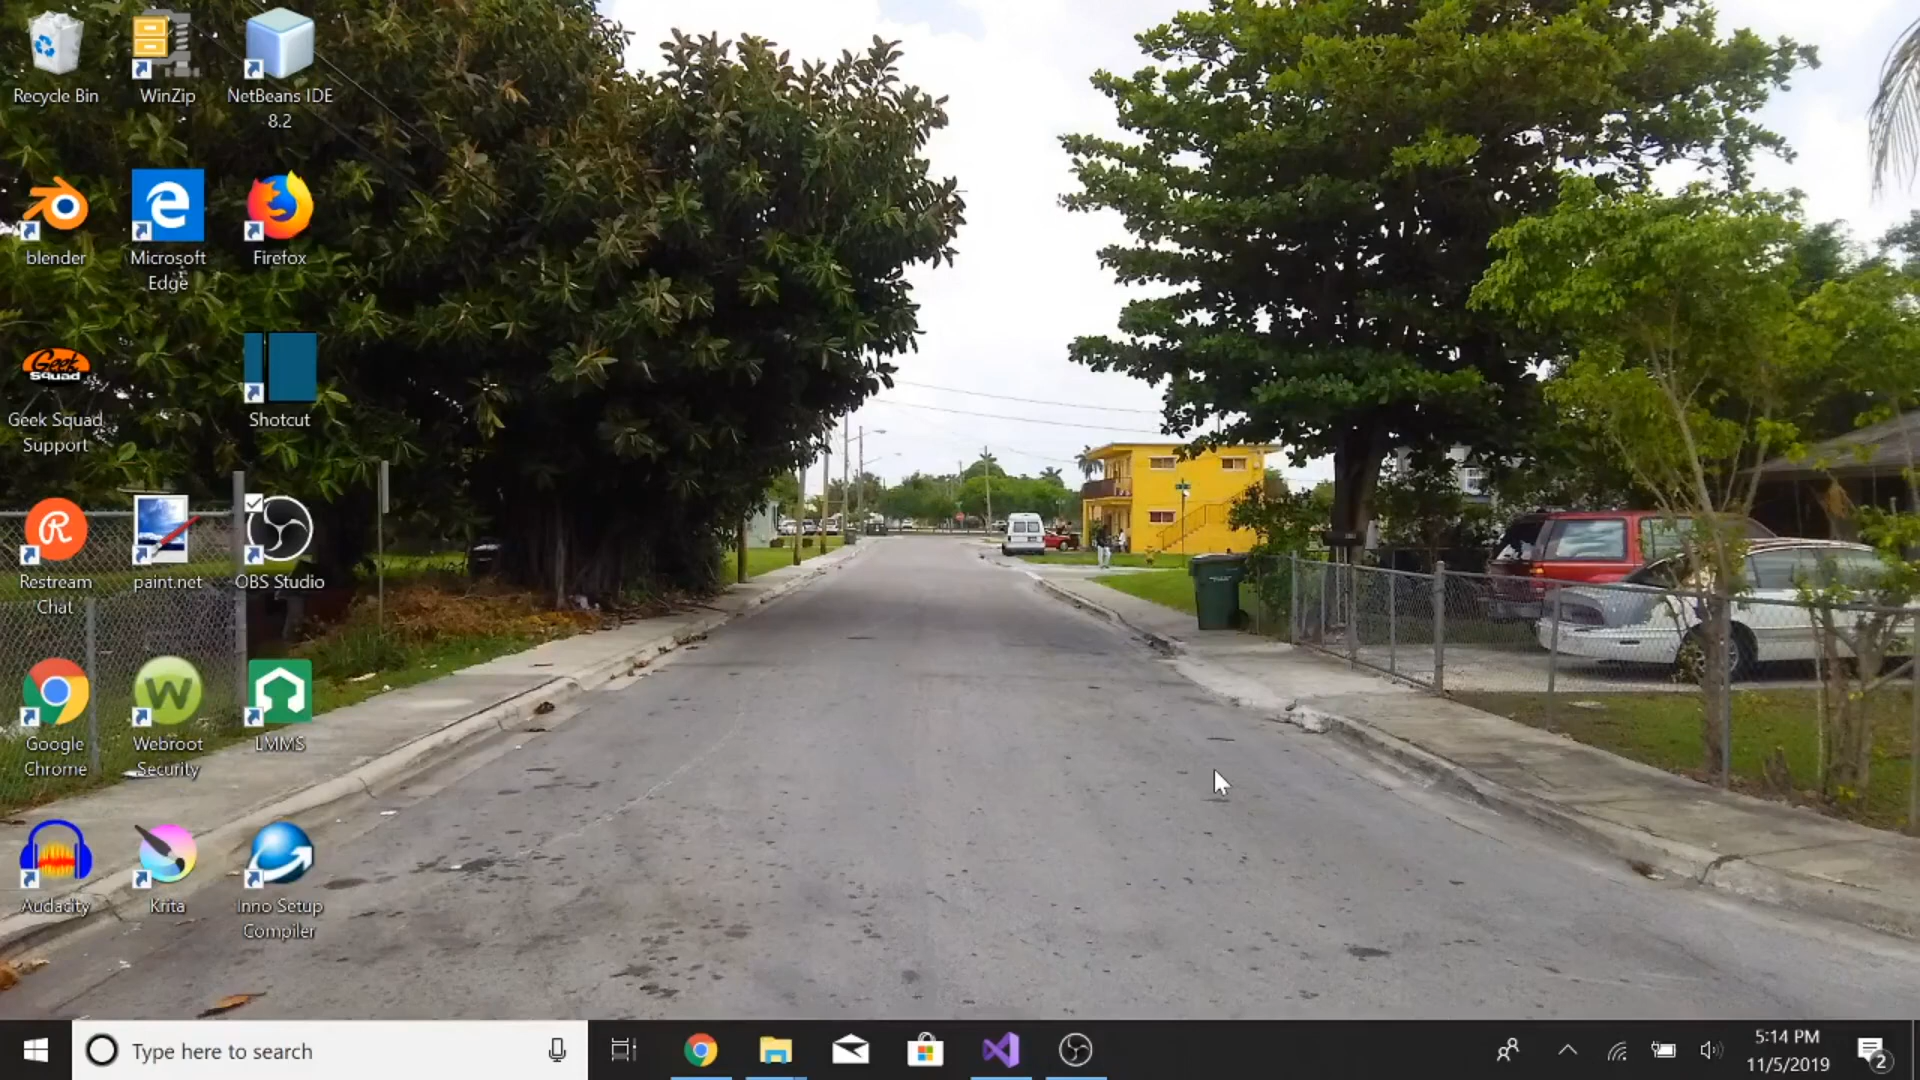 Recycle Bin
WinZip
NetBeans IDE
8.2
blender
Microsoft
Edge
Firefox
Geek
Squad
Geek Squad
Support
Shotcut
Restream
Chat
paint.net
OBS Studio
Google
Chrome
Webroot
Security
LMMS
Audacity
Krita
Inno Setup
Compiler
Type here to search
5:14 PM
11/5/2019
2